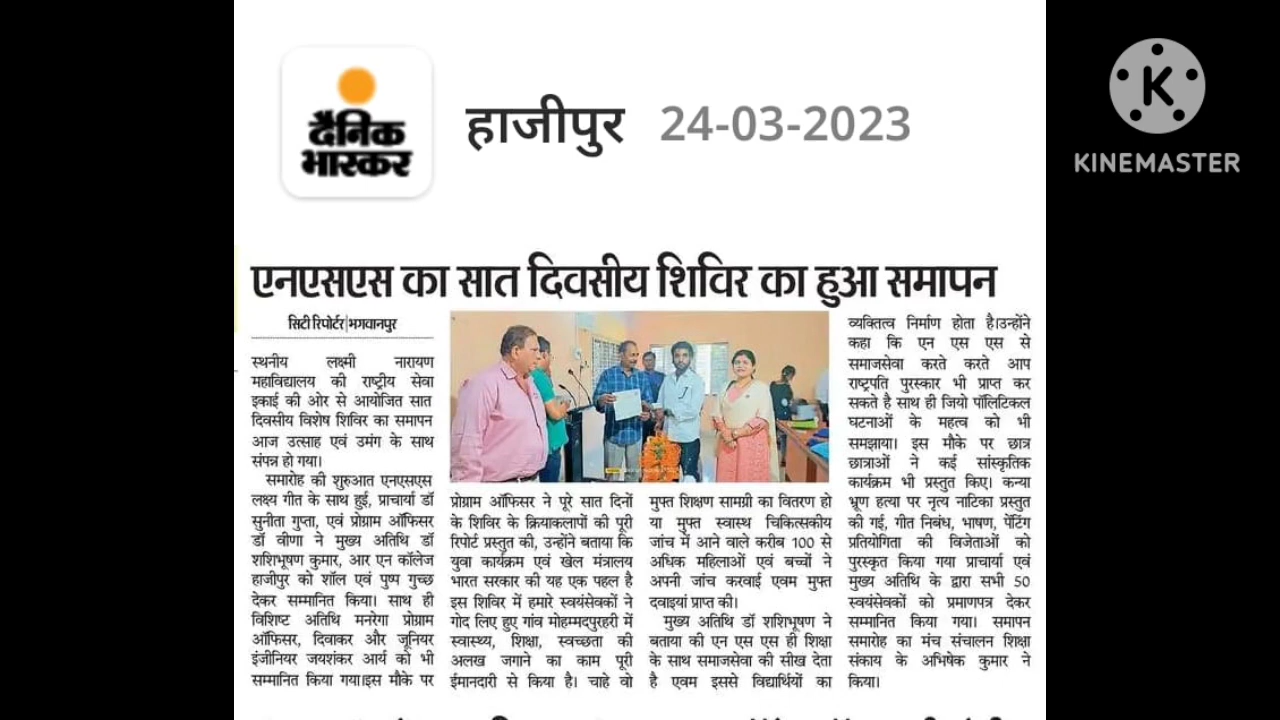 दैनिक
भास्कर
हाजीपुर 24-03-2023
KINEMASTER
एनएसएस का सात दिवसीय शिविर का हुआ समापन
सिटी रिपोर्टर|भगवानपुर
स्थनीय लक्ष्मी नारायण
महाविद्यालय की राष्ट्रीय सेवा
इकाई की ओर से आयोजित सात
दिवसीय विशेष शिविर का समापन
आज उत्साह एवं उमंग के साथ
संपन्न हो गया।
समारोह की शुरुआत एनएसएस
लक्ष्य गीत के साथ हुई, प्राचार्या डॉ
सुनीता गुप्ता, एवं प्रोग्राम ऑफिसर
डॉ वीणा ने मुख्य अतिथि डॉ
शशिभूषण कुमार, आर एन कॉलेज
हाजीपुर को शॉल एवं पुष्प गुच्छ
देकर सम्मानित किया। साथ ही
विशिष्ट अतिथि मनरेगा प्रोग्राम
ऑफिसर, दिवाकर और जूनियर
इंजीनियर जयशंकर आर्य को भी
सम्मानित किया गया।इस मौके पर
प्रोग्राम ऑफिसर ने पूरे सात दिनों
के शिविर के क्रियाकलापों की पूरी
रिपोर्ट प्रस्तुत की, उन्होंने बताया कि
युवा कार्यक्रम एवं खेल मंत्रालय
भारत सरकार की यह एक पहल है
इस शिविर में हमारे स्वयंसेवकों ने
गोद लिए हुए गांव मोहम्मदपुरहरी में
स्वास्थ्य, शिक्षा, स्वच्छता की
अलख जगाने का काम पूरी
ईमानदारी से किया है। चाहे वो
मुफ्त शिक्षण सामग्री का वितरण हो
या मुफ्त स्वास्थ चिकित्सकीय
जांच में आने वाले करीब 100 से
अधिक महिलाओं एवं बच्चों ने
अपनी जांच करवाई एवम मुफ्त
दवाइयां प्राप्त की।
मुख्य अतिथि डॉ शशिभूषण ने
बताया की एन एस एस ही शिक्षा
के साथ समाजसेवा की सीख देता
है एवम इससे विद्यार्थियों का
व्यक्तित्व निर्माण होता है।उन्होंने
कहा कि एन एस एस से
समाजसेवा करते करते आप
राष्ट्रपति पुरस्कार भी प्राप्त कर
सकते है साथ ही जियो पॉलिटिकल
घटनाओं के महत्व को भी
समझाया। इस मौके पर छात्र
छात्राओं ने कई सांस्कृतिक
कार्यक्रम भी प्रस्तुत किए। कन्या
भ्रूण हत्या पर नृत्य नाटिका प्रस्तुत
की गई, गीत निबंध, भाषण, पेंटिंग
प्रतियोगिता की विजेताओं को
पुरस्कृत किया गया प्राचार्या एवं
मुख्य अतिथि के द्वारा सभी 50
स्वयंसेवकों को प्रमाणपत्र देकर
सम्मानित किया गया। समापन
समारोह का मंच संचालन शिक्षा
संकाय के अभिषेक कुमार ने
किया।